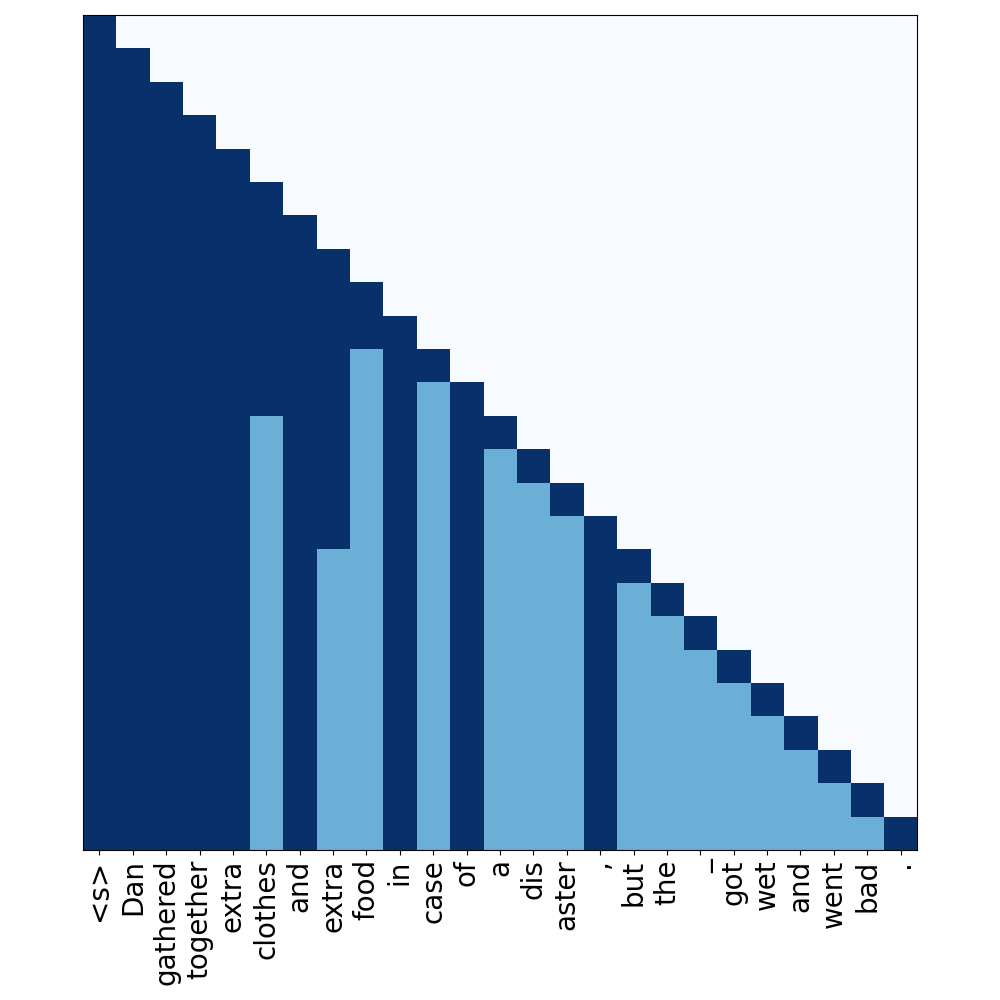 <s> Dan gathered together extra clothes and extra food in case of a dis aster , but the _ got wet and went bad .